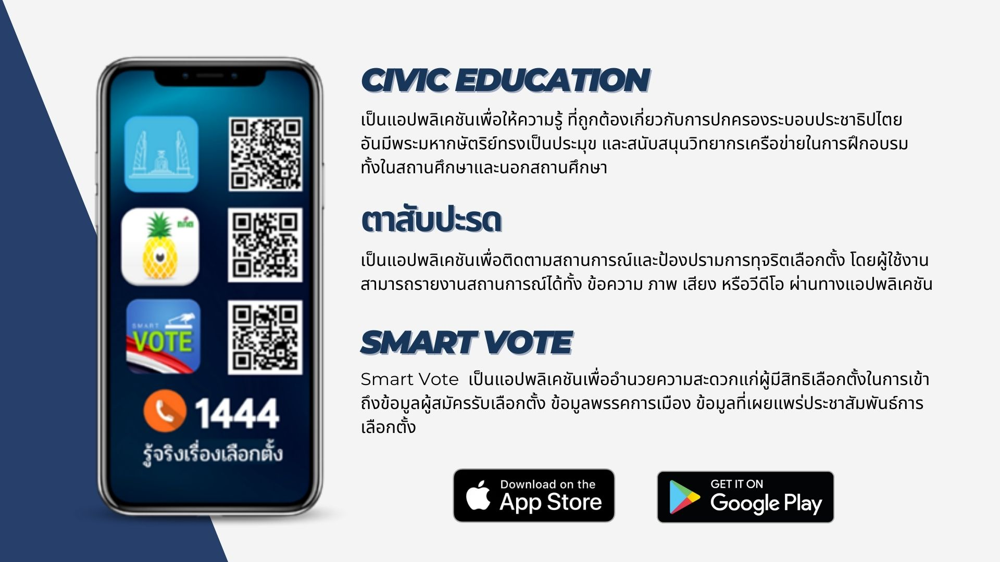 CIVIC EDUCATION
เป็นแอปพลิเคชันเพื่อให้ความรู้ ที่ถูกต้องเกี่ยวกับการปกครองระบอบประชาธิปไตย
อันมีพระมหากษัตริย์ทรงเป็นประมุข และสนับสนุนวิทยากรเครือข่ายในการฝึกอบรม
ทั้งในสถานศึกษาและนอกสถานศึกษา
ตาสับปะรด
เป็นแอปพลิเคชันเพื่อติดตามสถานการณ์และป้องปรามการทุจริตเลือกตั้ง โดยผู้ใช้งาน
สามารถรายงานสถานการณ์ได้ทั้ง ข้อความ ภาพ เสียง หรือวีดีโอ ผ่านทางแอปพลิเคชัน
SMART VOTE
Smart Vote เป็นแอปพลิเคชันเพื่ออำนวยความสะดวกแก่ผู้มีสิทธิเลือกตั้งในการเข้า
ถึงข้อมูลผู้สมัครรับเลือกตั้ง ข้อมูลพรรคการเมือง ข้อมูลที่เผยแพร่ประชาสัมพันธ์การ
เลือกตั้ง
กกต
SMART
VOTE
1444
รู้จริงเรื่องเลือกตั้ง
Download on the
App Store
GET IT ON
Google Play